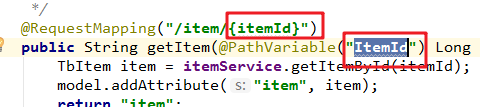 */
@RequestMapping("/item/{itemId}")
public String getItem(@PathVariable("ItemId") Long
TbItem item = itemService.getItemById(itemId);
model.addAttribute( s: "item", item);
return "item";